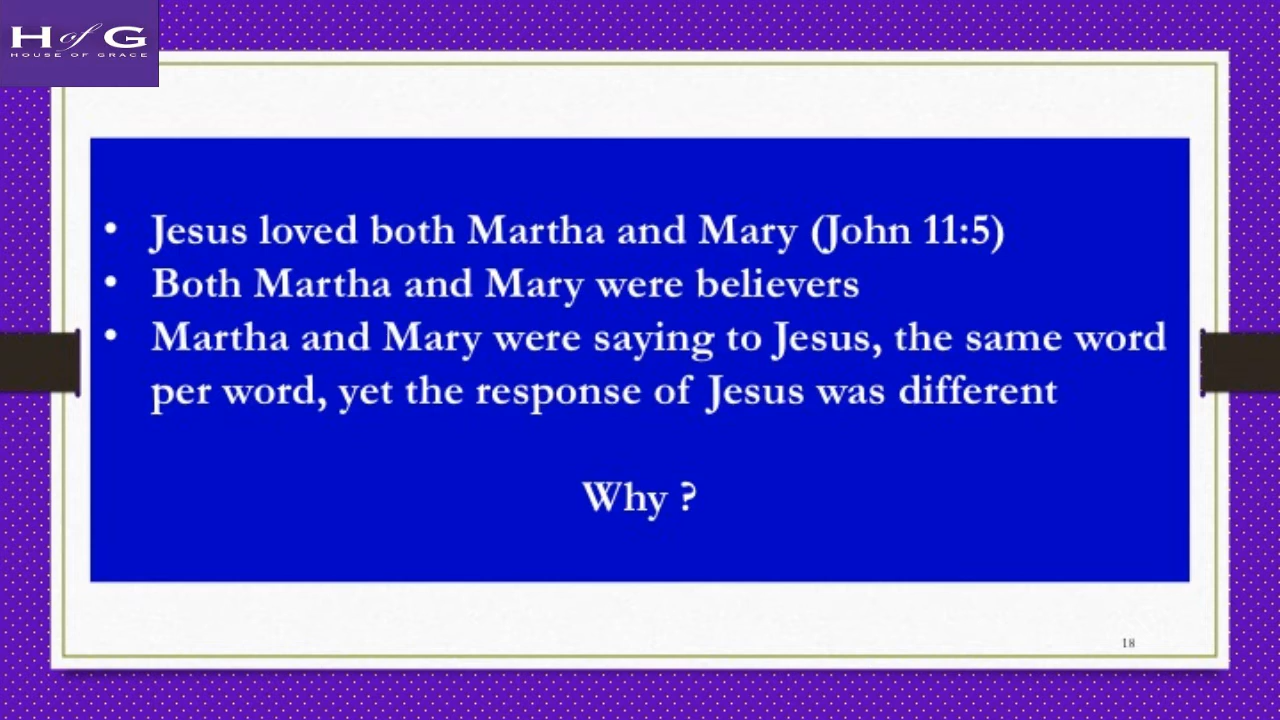 H of G
HOUSE OF GRACE
• Jesus loved both Martha and Mary (John 11:5)
• Both Martha and Mary were believers
• Martha and Mary were saying to Jesus, the same word
per word, yet the response of Jesus was different
Why ?
18